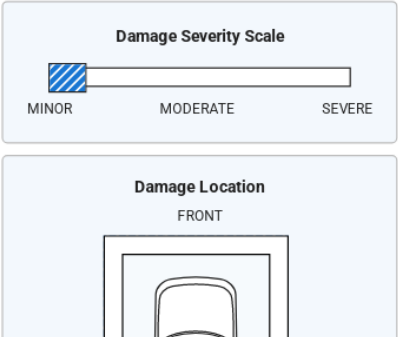 Damage Severity Scale
MINOR MODERATE SEVERE
Damage Location
FRONT